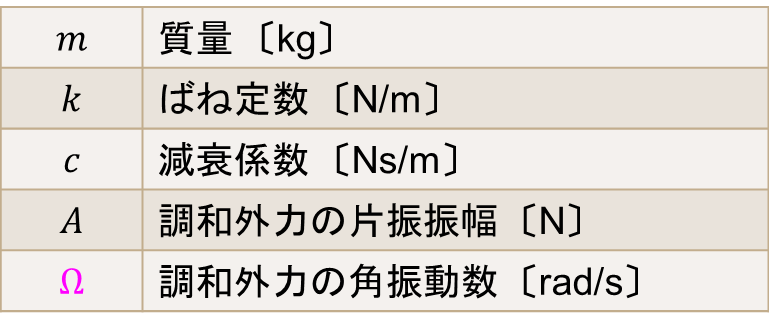 m 質量〔kg〕
k ばね定数〔N/m〕
c 減衰係数〔Ns/m〕
A 調和外力の片振振幅〔N〕
Ω 調和外力の角振動数〔rad/s〕